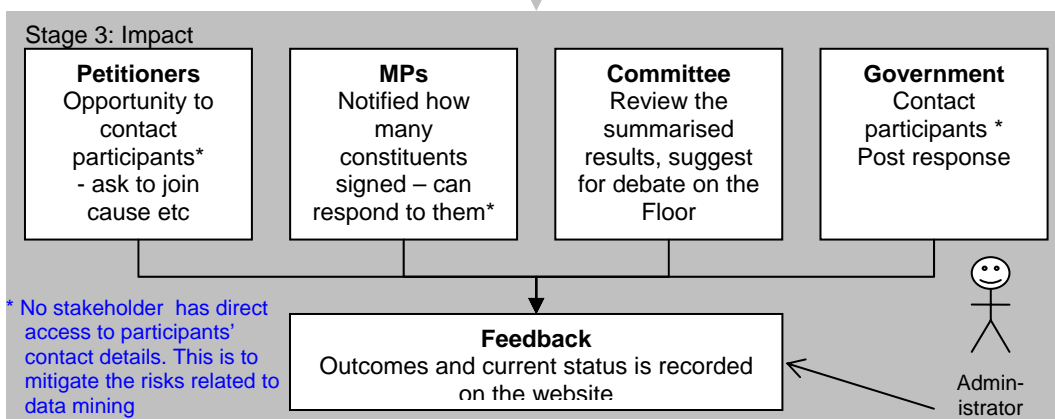 Stage 3: Impact
Petitioners
Opportunity to
contact
participants*
- ask to join
cause etc
MPs
Notified how
many
constituents
signed – can
respond to them*
Committee
Review the
summarised
results, suggest
for debate on the
Floor
Government
Contact
participants *
Post response
* No stakeholder has direct
access to participants'
contact details. This is to
mitigate the risks related to
data mining
Feedback
Outcomes and current status is recorded
on the website
Admin-
istrator